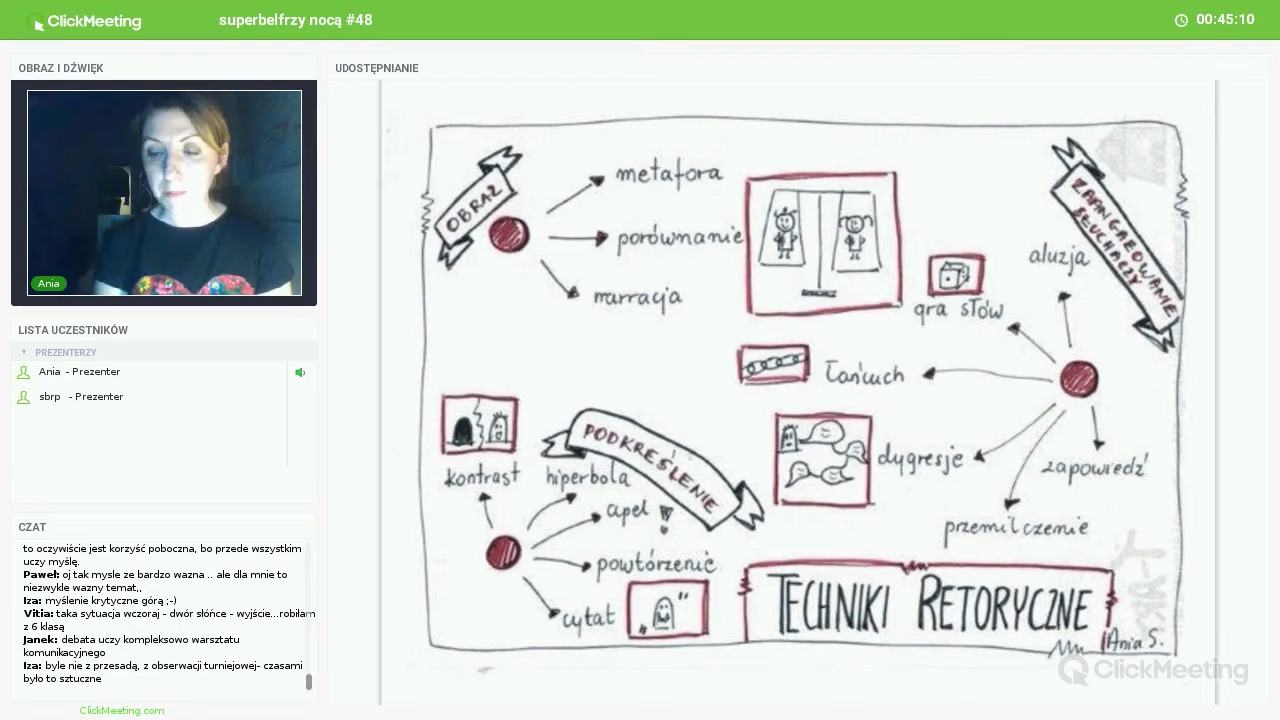 ClickMeeting
superbelfrzy nocą #48
00:45:10
OBRAZ I DŹWIĘK
Ania
LISTA UCZESTNIKÓW
PREZENTERZY
Ania - Prezenter
sbrp - Prezenter
CZAT
to oczywiście jest korzyść poboczna, bo przede wszystkim
uczy myśię.
Paweł: oj tak mysle ze bardzo wazna .. ale dla mnie to
niezwykle wazny temat,,
Iza: myślenie krytyczne górą ;-)
Vitia: taka sytuacja wczoraj - dwór słońce - wyjście...robiłam
z 6 klasą
Janek: debata uczy kompleksowo warsztatu
komunikacyjnego
Iza: byle nie z przesadą, z obserwacji turniejowej- czasami
było to sztuczne
ClickMeeting.com
UDOSTĘPNIANIE
OBRAZ
metafora
porównanie
narracja
ZAANGAŻOWANIE
SŁUCHACZY
aluzja
gra słów
łańcuch
dygresje
zapowiedź
przemilczenie
PODKREŚLENIE
kontrast
hiperbola
apel
powtórzenie
cytat
TECHNIKI RETORYCZNE
Ania S.
ClickMeeting